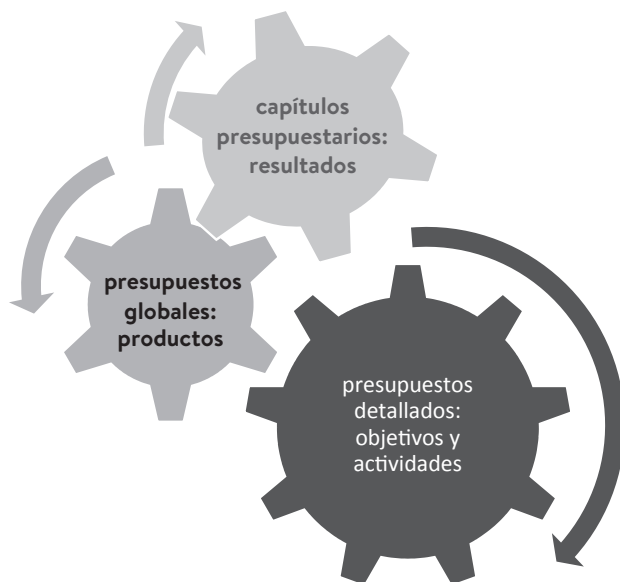 capítulos
presupuestarios:
resultados
presupuestos
globales:
productos
presupuestos
detallados:
objetivos y
actividades